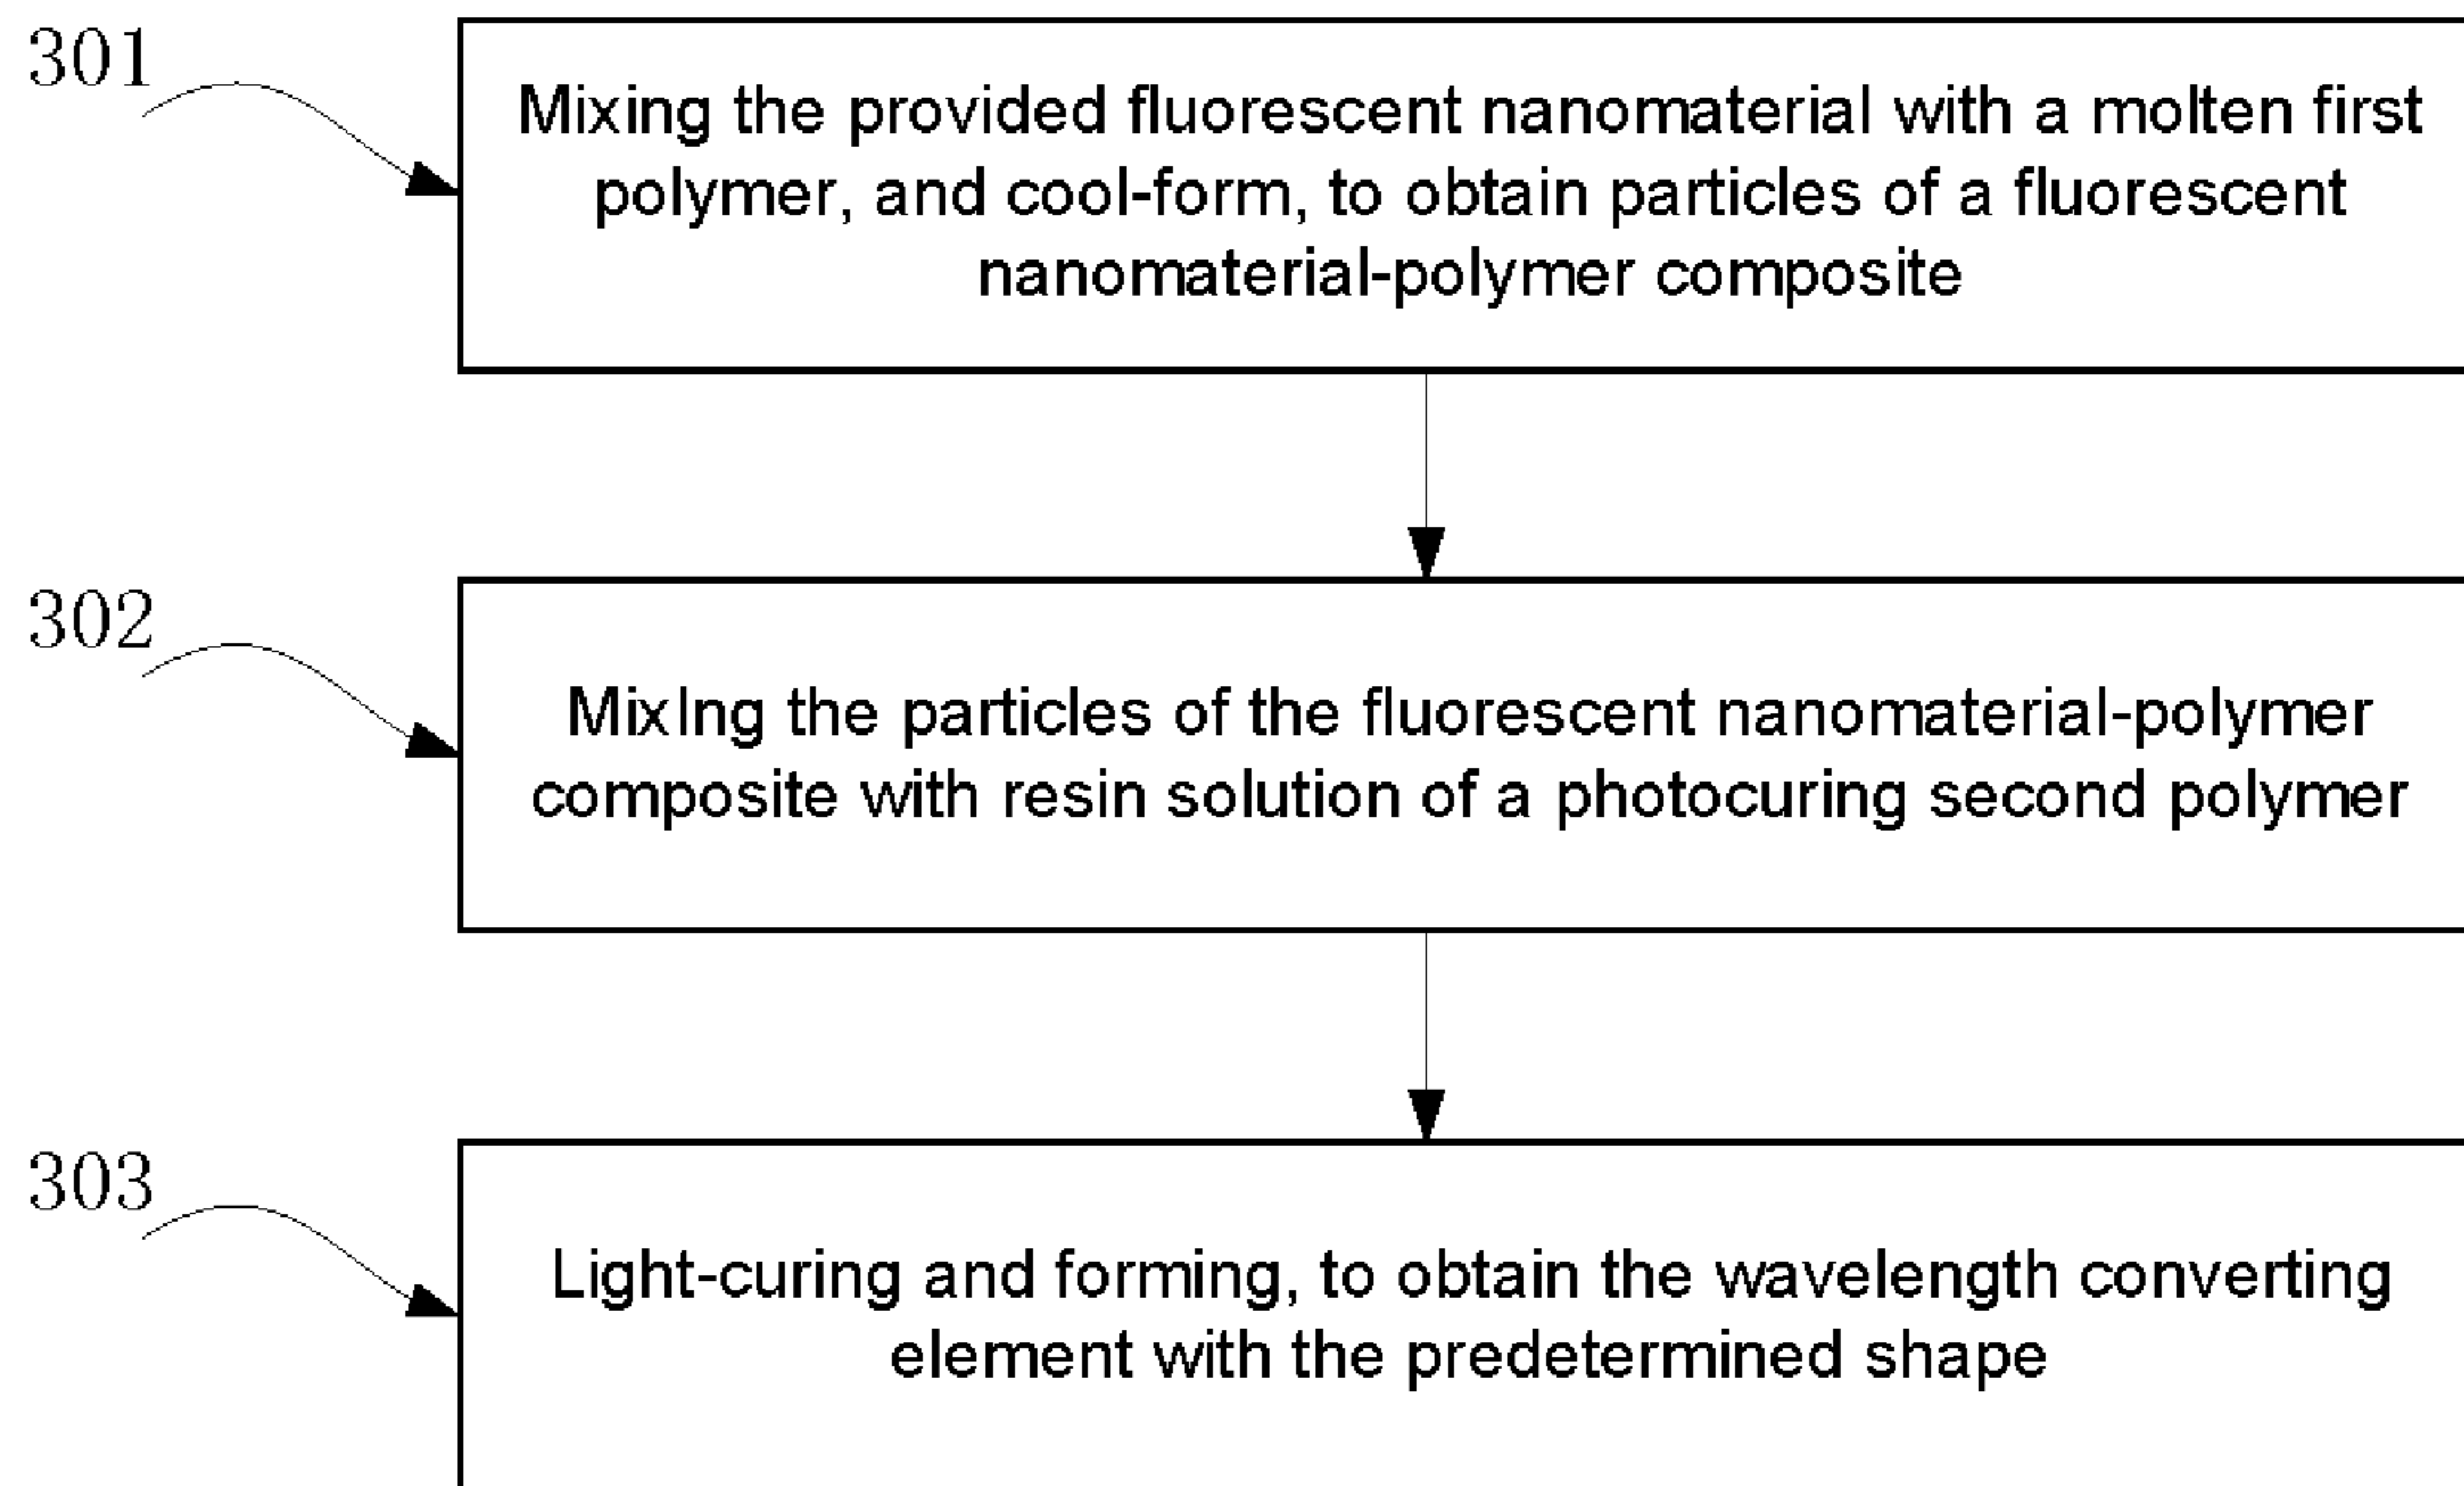 301
Mixing the provided fluorescent nanomaterial with a molten first
polymer, and cool-form, to obtain particles of a fluorescent
nanomaterial-polymer composite
302
MixIng the particles of the fluorescent nanomaterial-polymer
composite with resin solution of a photocuring second polymer
303
Light-curing and forming, to obtain the wavelength converting
element with the predetermined shape